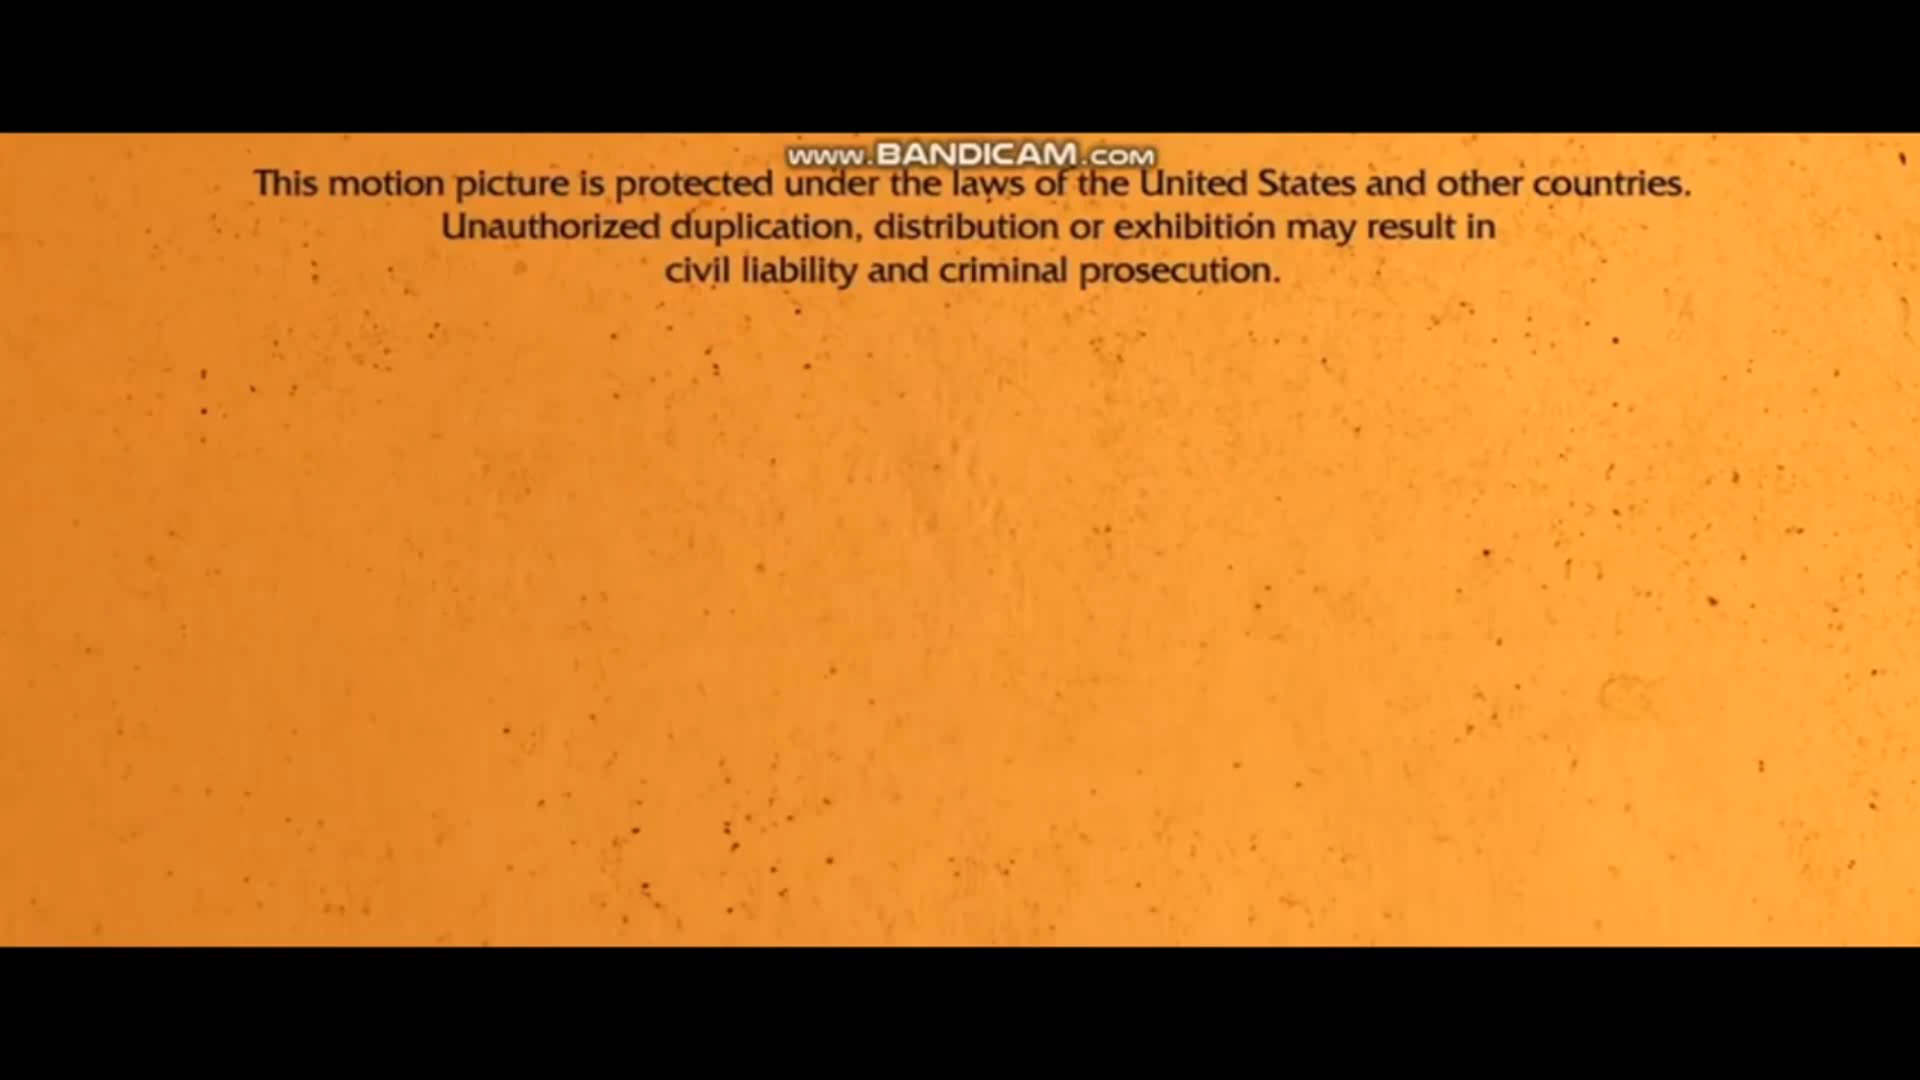 www.BANDICAM.COM
This motion picture is protected under the laws of the United States and other countries.
Unauthorized duplication, distribution or exhibition may result in
civil liability and criminal prosecution.